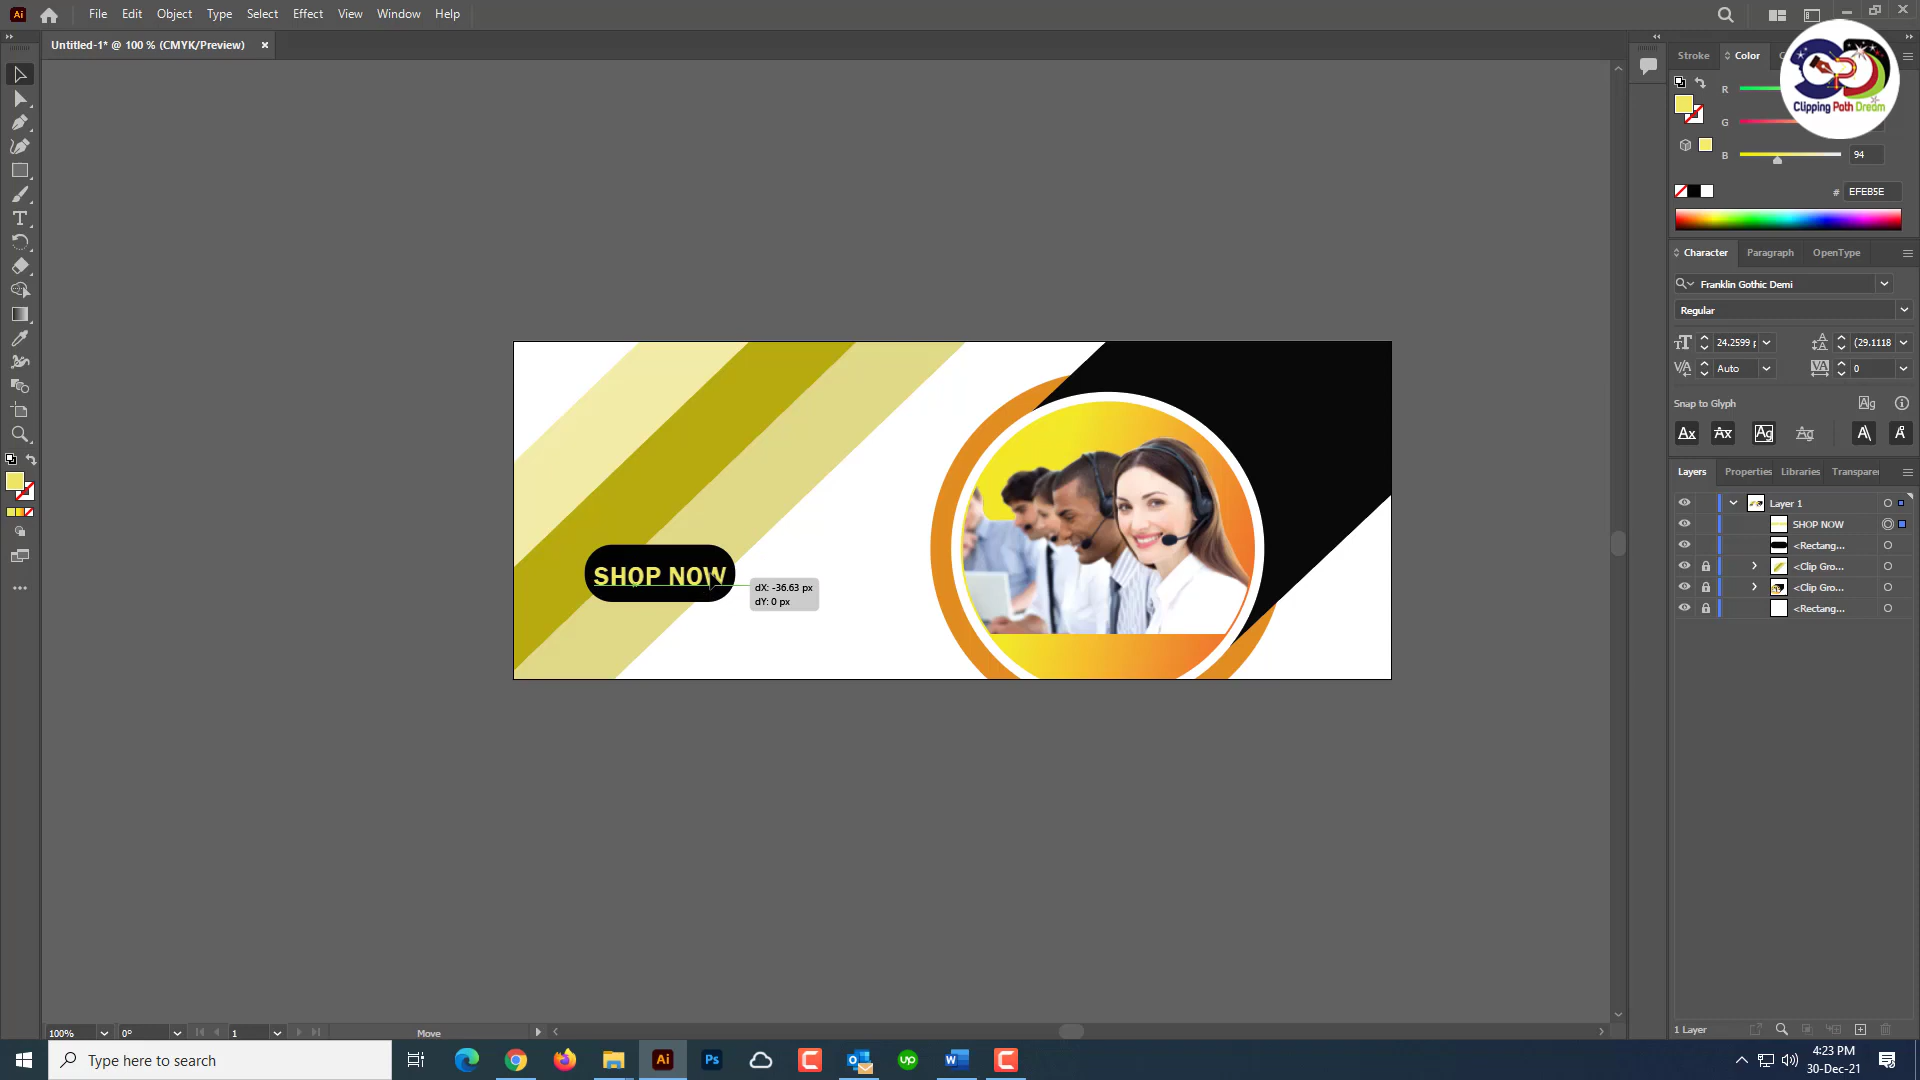 File Edit Object Type Select Effect View Window Help
Untitled-1* @ 100 % (CMYK/Preview) ×
Stroke Color
R
G
B 94
# EFEB5E
Clipping Path Dream
Character Paragraph OpenType
Franklin Gothic Demi
Regular
24.2599 p (29.1118
Auto 0
Snap to Glyph
Layers Properties Libraries Transparen
Layer 1
SHOP NOW
<Rectang...
<Clip Gro...
<Clip Gro...
<Rectang...
SHOP NOW
dX: -36.63 px
dY: 0 px
100% 0° 1 Move
1 Layer
Type here to search
4:23 PM
30-Dec-21